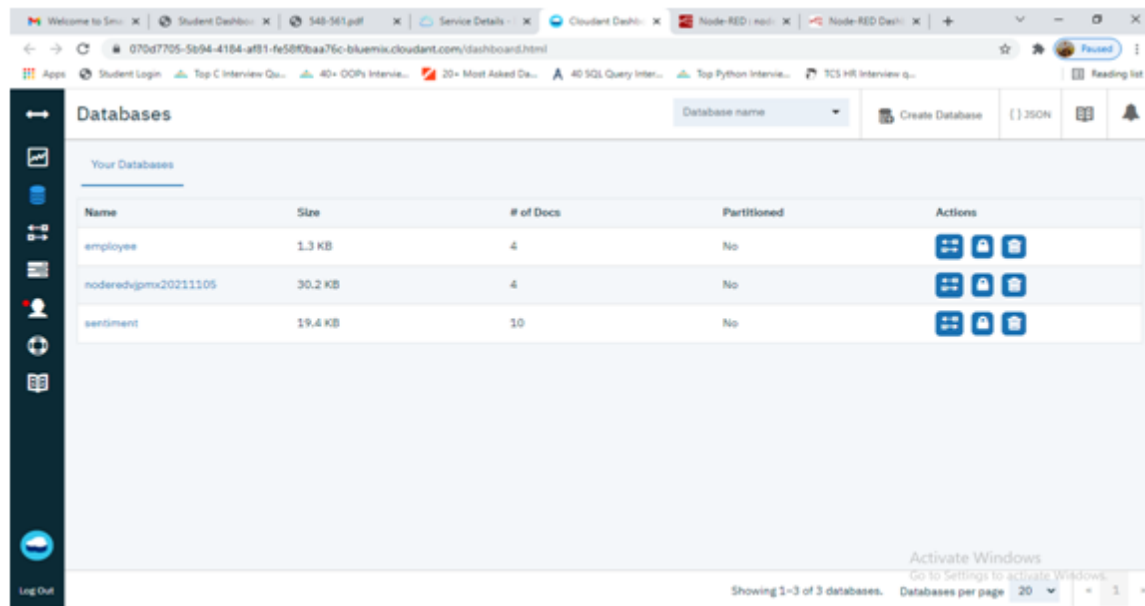 Welcome to Sm
Student Dashbo
548-561.pdf
Service Details -
Cloudant Dashb
Node-RED : nod
Node-RED Dash
070d7705-5b94-4184-af81-fe58f0baa76c-bluemix.cloudant.com/dashboard.html
Paused
Apps
Student Login
Top C Interview Qu...
40+ OOPs Intervie...
20+ Most Asked Da...
40 SQL Query Inter...
Top Python Intervie...
TCS HR Interview q...
Reading list
Databases
Database name
Create Database
{ } JSON
Your Databases
Name Size # of Docs Partitioned Actions
employee 1.3 KB 4 No
noderedvjpmx20211105 30.2 KB 4 No
sentiment 19.4 KB 10 No
Activate Windows
Go to Settings to activate Windows.
Log Out
Showing 1–3 of 3 databases.
Databases per page 20
1